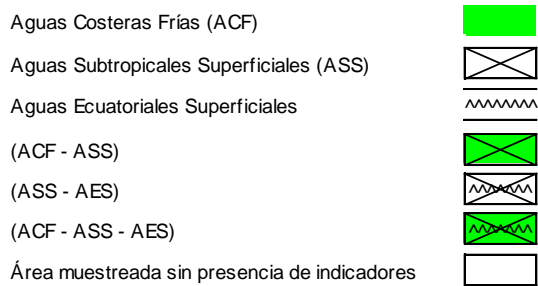 Aguas Costeras Frías (ACF)
Aguas Subtropicales Superficiales (ASS)
Aguas Ecuatoriales Superficiales
(ACF - ASS)
(ASS - AES)
(ACF - ASS - AES)
Área muestreada sin presencia de indicadores